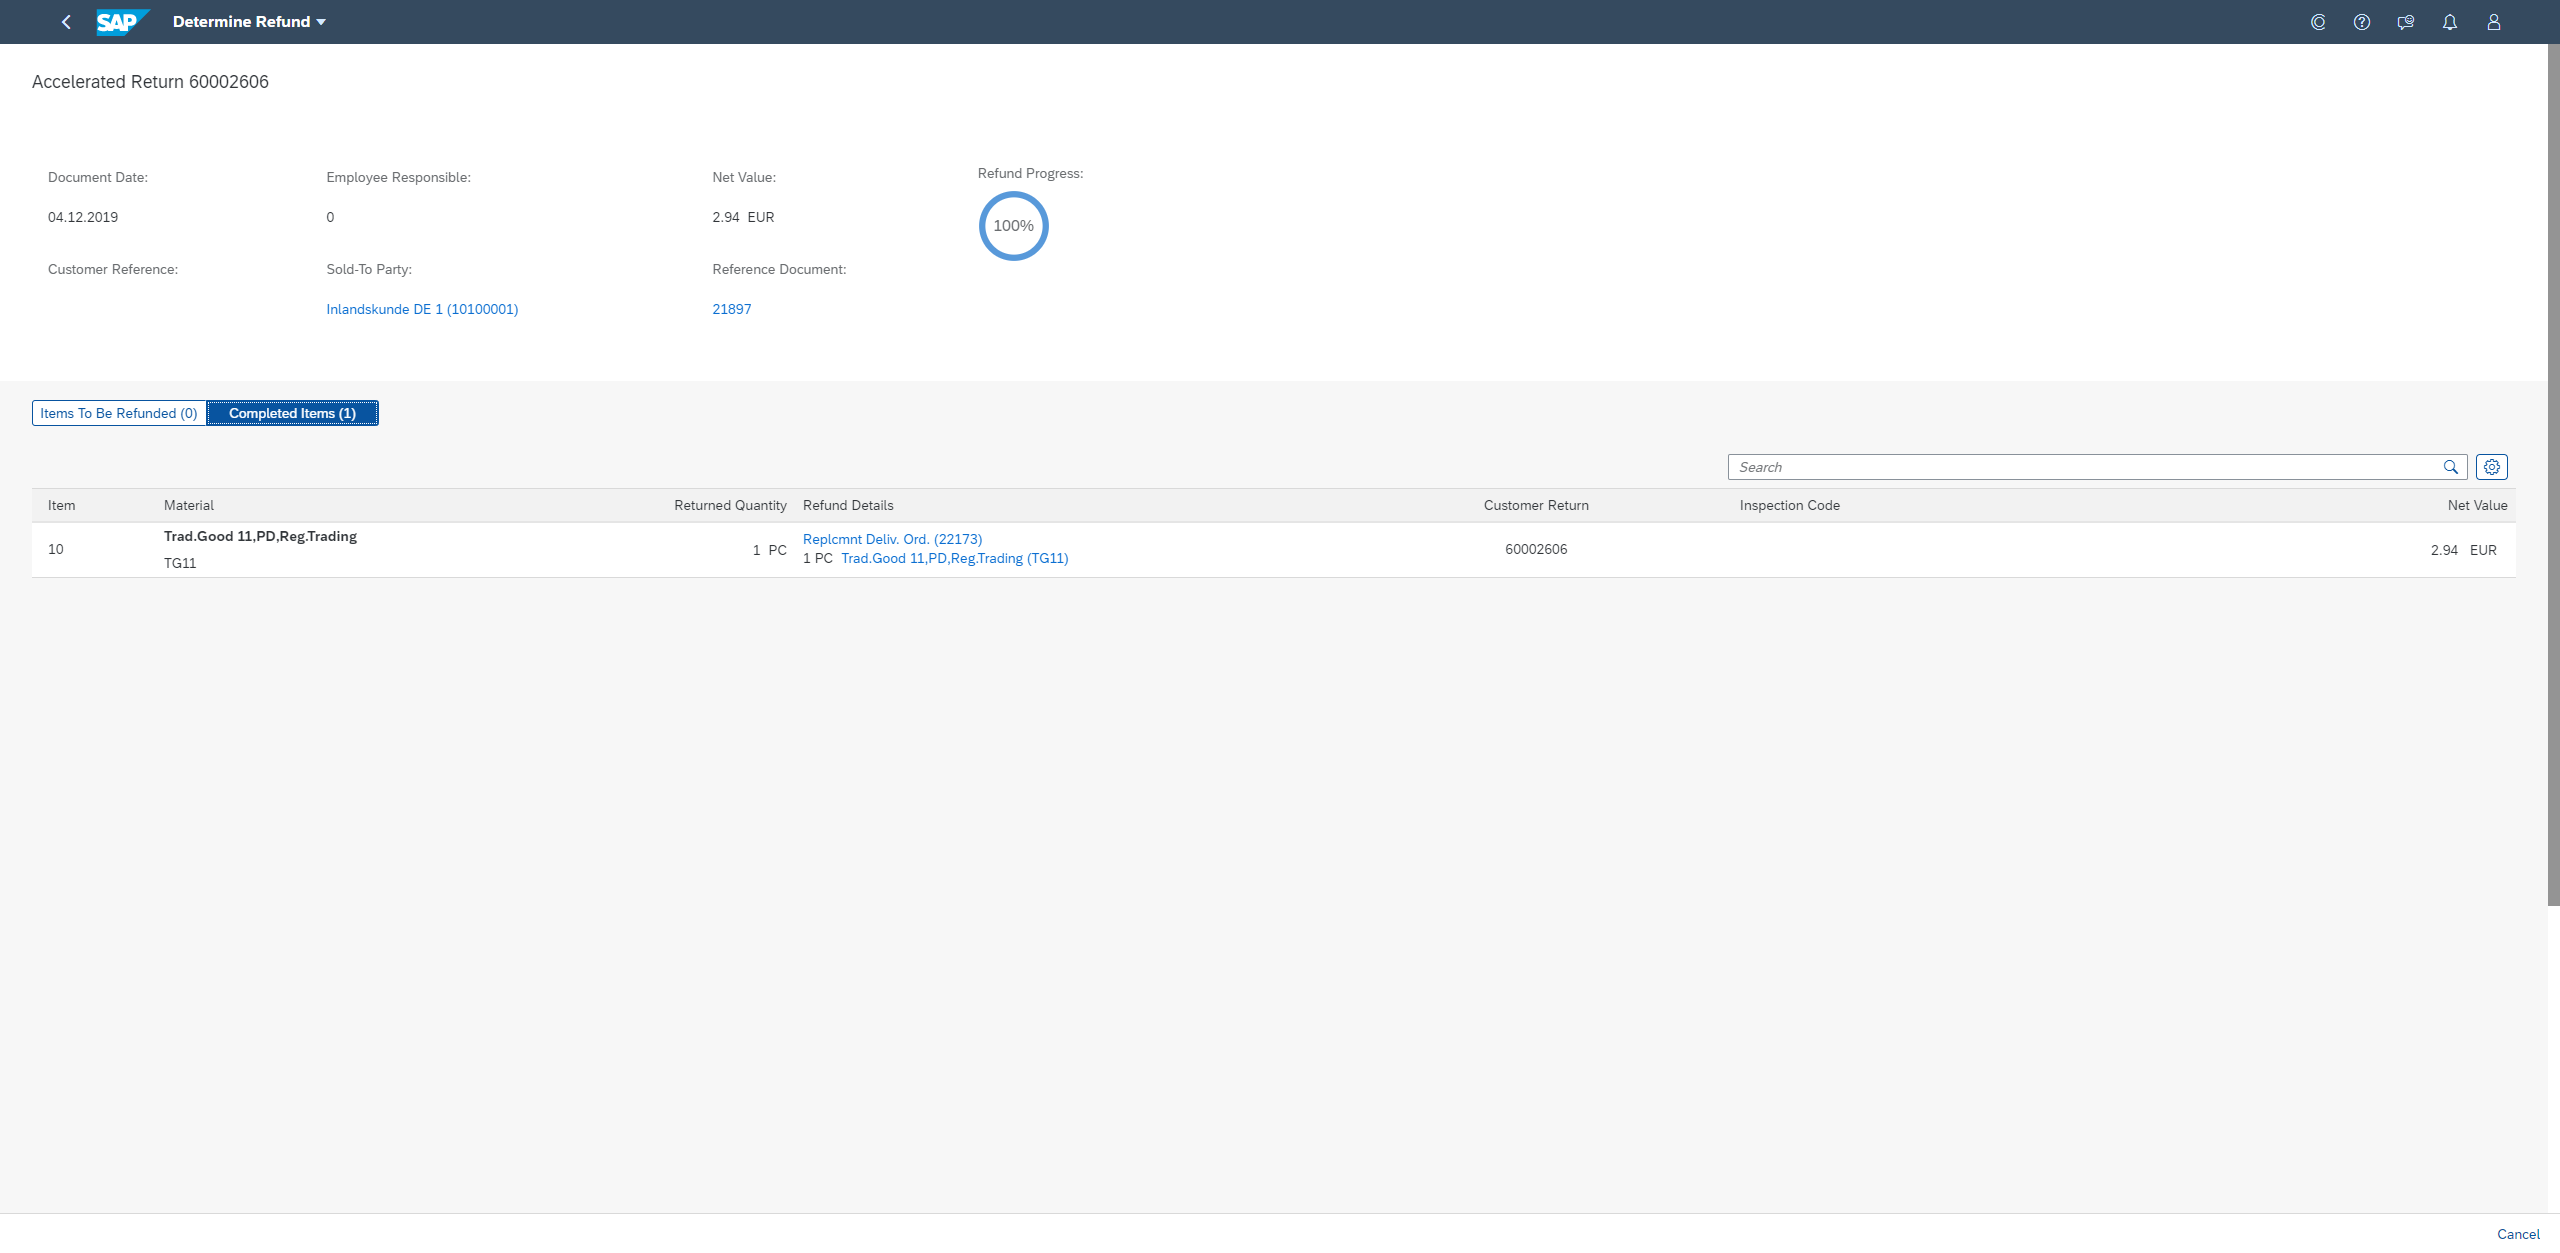 SAP Determine Refund
Accelerated Return 60002606
Document Date: Employee Responsible: Net Value: Refund Progress:
04.12.2019 0 2.94 EUR 100%
Customer Reference: Sold-To Party: Reference Document:
Inlandskunde DE 1 (10100001) 21897
Items To Be Refunded (0) Completed Items (1)
Search
Item Material Returned Quantity Refund Details Customer Return Inspection Code Net Value
10 Trad.Good 11,PD,Reg.Trading 1 PC Replcmnt Deliv. Ord. (22173) 60002606 2.94 EUR
TG11 1 PC Trad.Good 11,PD,Reg.Trading (TG11)
Cancel